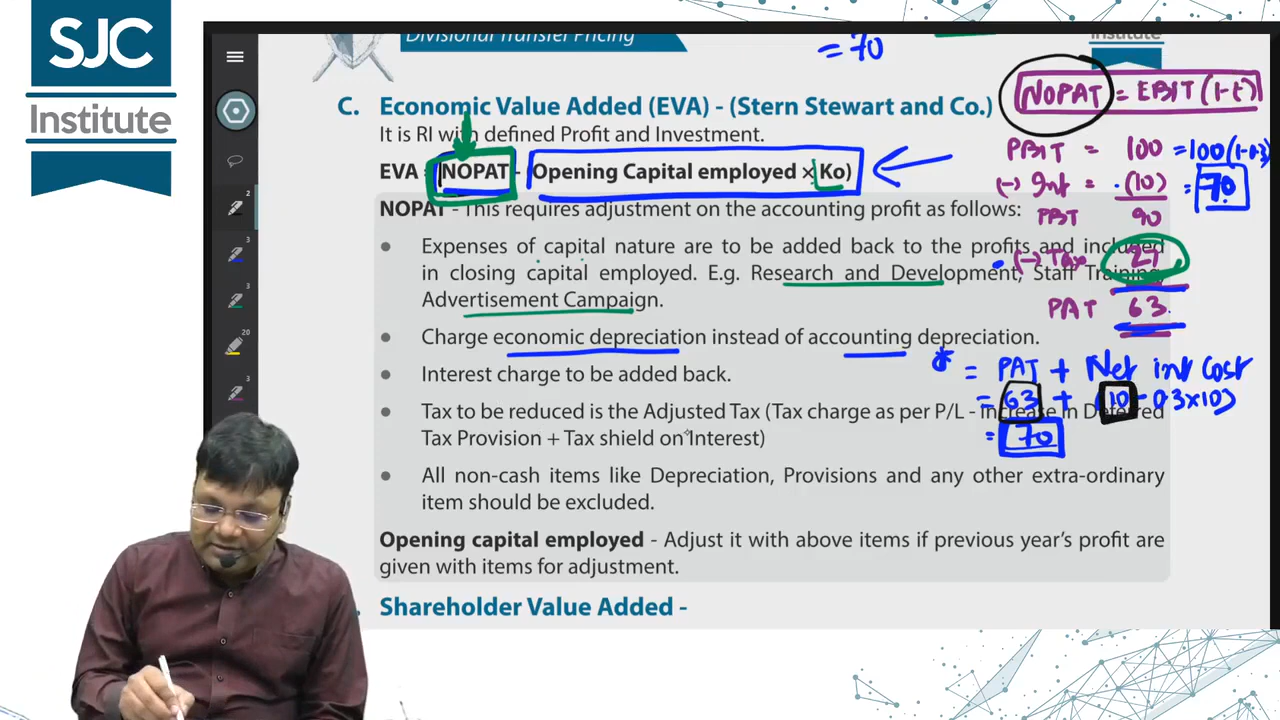 SJC
Institute
Divisional Transfer Pricing
Institute
= 70
C. Economic Value Added (EVA) - (Stern Stewart and Co.)
It is RI with defined Profit and Investment.
EVA = NOPAT - (Opening Capital employed × Ko)
NOPAT - This requires adjustment on the accounting profit as follows:
● Expenses of capital nature are to be added back to the profits and included
in closing capital employed. E.g. Research and Development, Staff Training,
Advertisement Campaign.
● Charge economic depreciation instead of accounting depreciation.
● Interest charge to be added back.
● Tax to be reduced is the Adjusted Tax (Tax charge as per P/L - Increase in Deferred
Tax Provision + Tax shield on Interest)
● All non-cash items like Depreciation, Provisions and any other extra-ordinary
item should be excluded.
Opening capital employed - Adjust it with above items if previous year's profit are
given with items for adjustment.
Shareholder Value Added -
NOPAT = EBIT (1-t)
PBIT = 100 = 100(1-0.3)
(-) Int = (10) = 70
PBT 90
(-) Tax 27
PAT 63
* = PAT + Net int Cost
= 63 + (10 - 0.3x10)
= 70
2
3
3
20
3